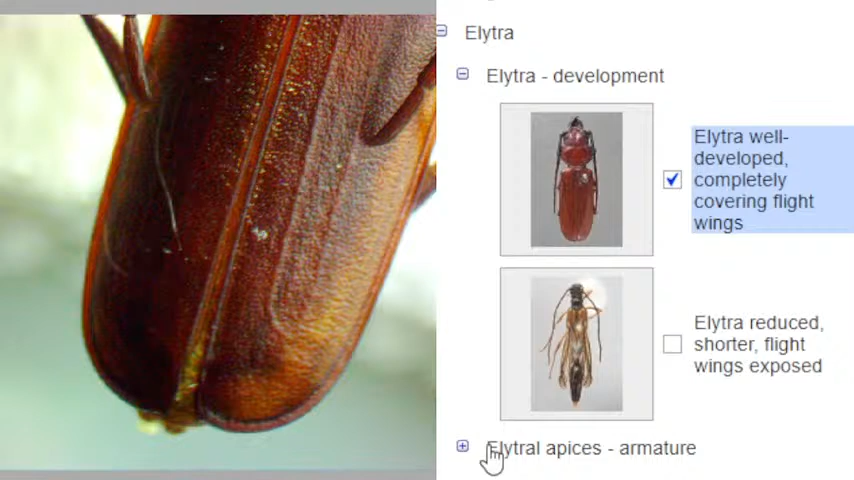 Elytra
Elytra - development
Elytra well-
developed,
completely
covering flight
wings
Elytra reduced,
shorter, flight
wings exposed
Elytral apices - armature